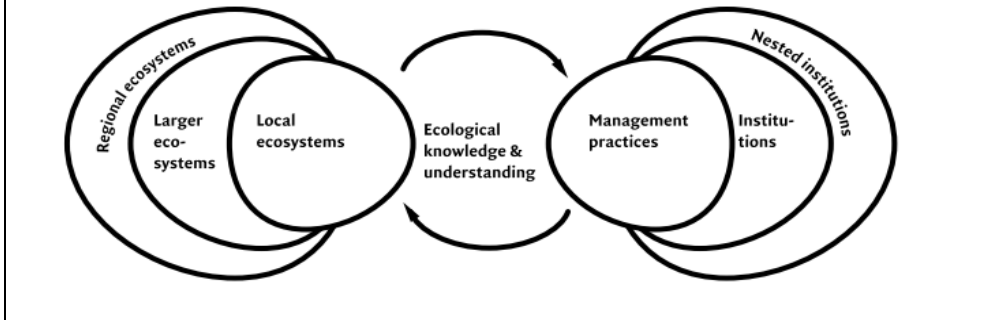 Regional ecosystems
Larger
eco-
systems
Local
ecosystems
Ecological
knowledge &
understanding
Management
practices
Institu-
tions
Nested institutions